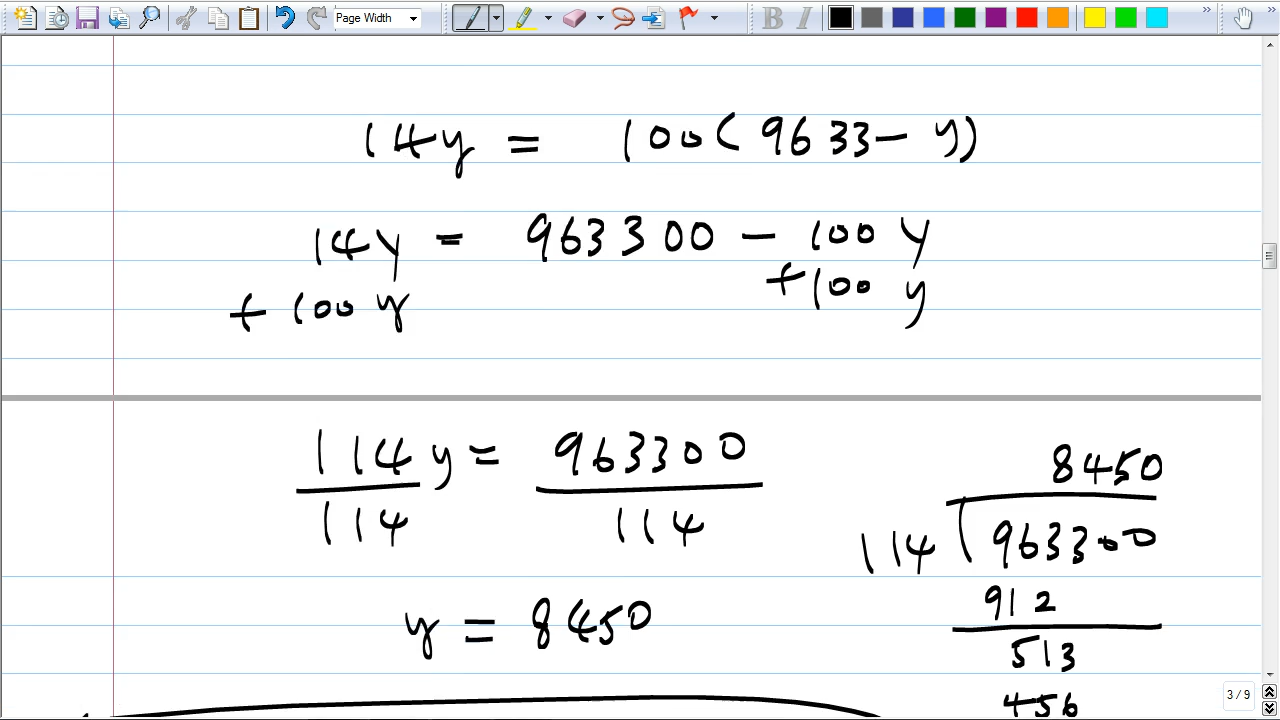 Page Width
14y = 100(9633 - y)
14y = 963300 - 100y
+ 100y +100y
114y = 963300
114 114
y = 8450
8450
114 963300
912
513
456
3 / 9